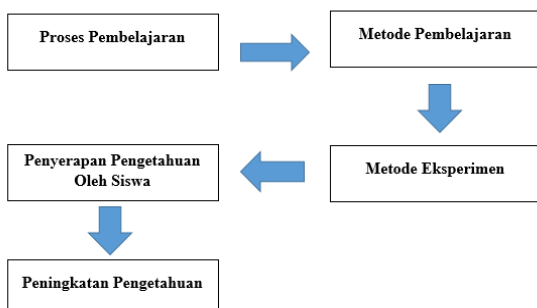 Proses Pembelajaran
Metode Pembelajaran
Metode Eksperimen
Penyerapan Pengetahuan
Oleh Siswa
Peningkatan Pengetahuan